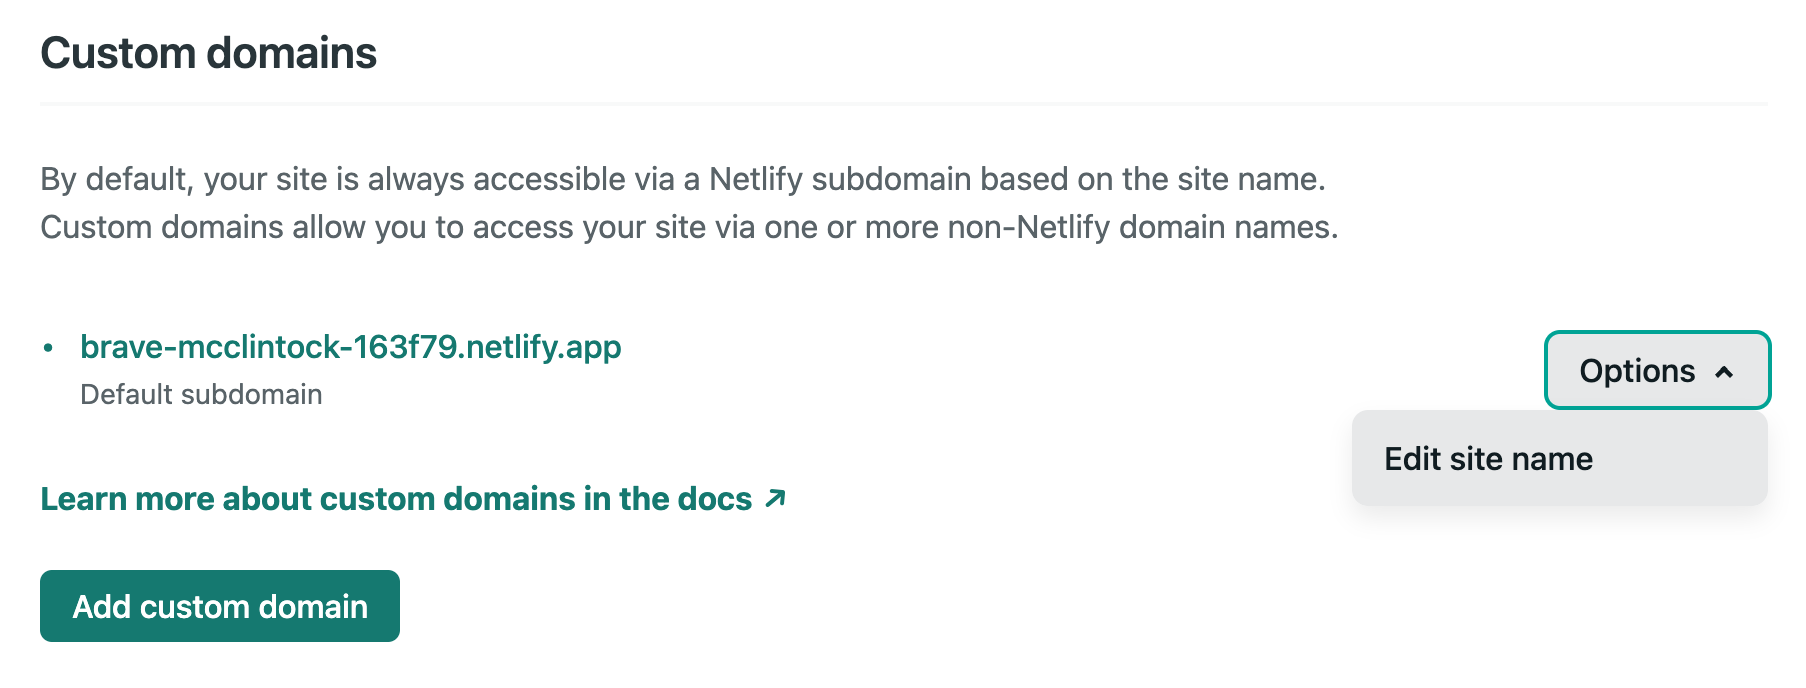 Custom domains
By default, your site is always accessible via a Netlify subdomain based on the site name.
Custom domains allow you to access your site via one or more non-Netlify domain names.
• brave-mcclintock-163f79.netlify.app
Default subdomain
Options
Edit site name
Learn more about custom domains in the docs ↗
Add custom domain